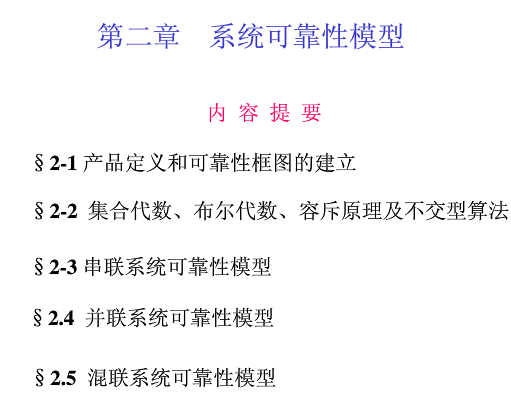 第二章 系统可靠性模型
内 容 提 要
§2-1 产品定义和可靠性框图的建立
§2-2 集合代数、布尔代数、容斥原理及不交型算法
§2-3 串联系统可靠性模型
§2.4 并联系统可靠性模型
§2.5 混联系统可靠性模型